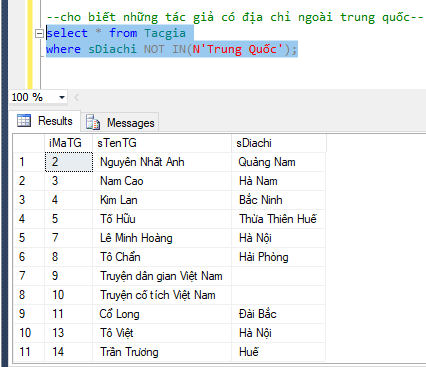 --cho biết những tác giả có địa chỉ ngoài trung quốc--
select * from Tacgia
where sDiachi NOT IN(N'Trung Quốc');
100 %
Results Messages
iMaTG sTenTG sDiachi
1 2 Nguyên Nhất Anh Quảng Nam
2 3 Nam Cao Hà Nam
3 4 Kim Lan Bắc Ninh
4 5 Tố Hữu Thừa Thiên Huế
5 7 Lê Minh Hoàng Hà Nội
6 8 Tô Chẩn Hải Phòng
7 9 Truyện dân gian Việt Nam
8 10 Truyện cổ tích Việt Nam
9 11 Cổ Long Đài Bắc
10 13 Tô Việt Hà Nội
11 14 Trần Trương Huế